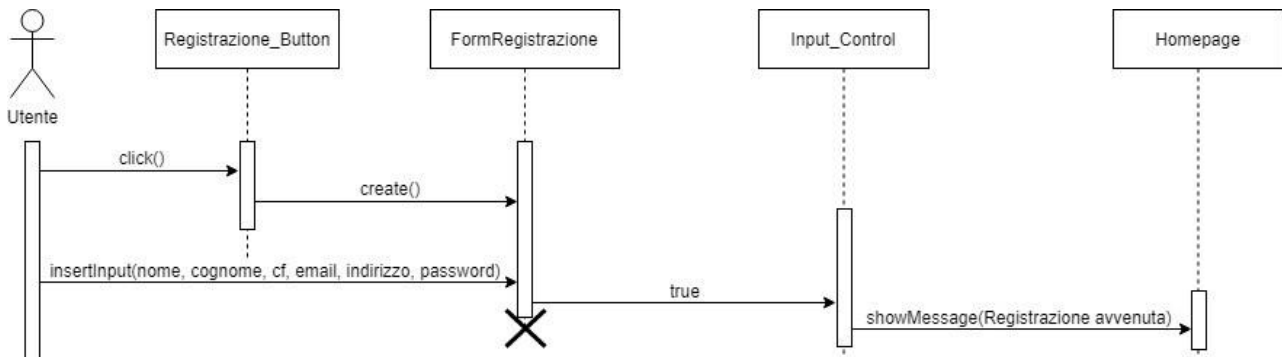 Registrazione_Button
FormRegistrazione
Input_Control
Homepage
Utente
click()
create()
insertInput(nome, cognome, cf, email, indirizzo, password)
true
showMessage(Registrazione avvenuta)